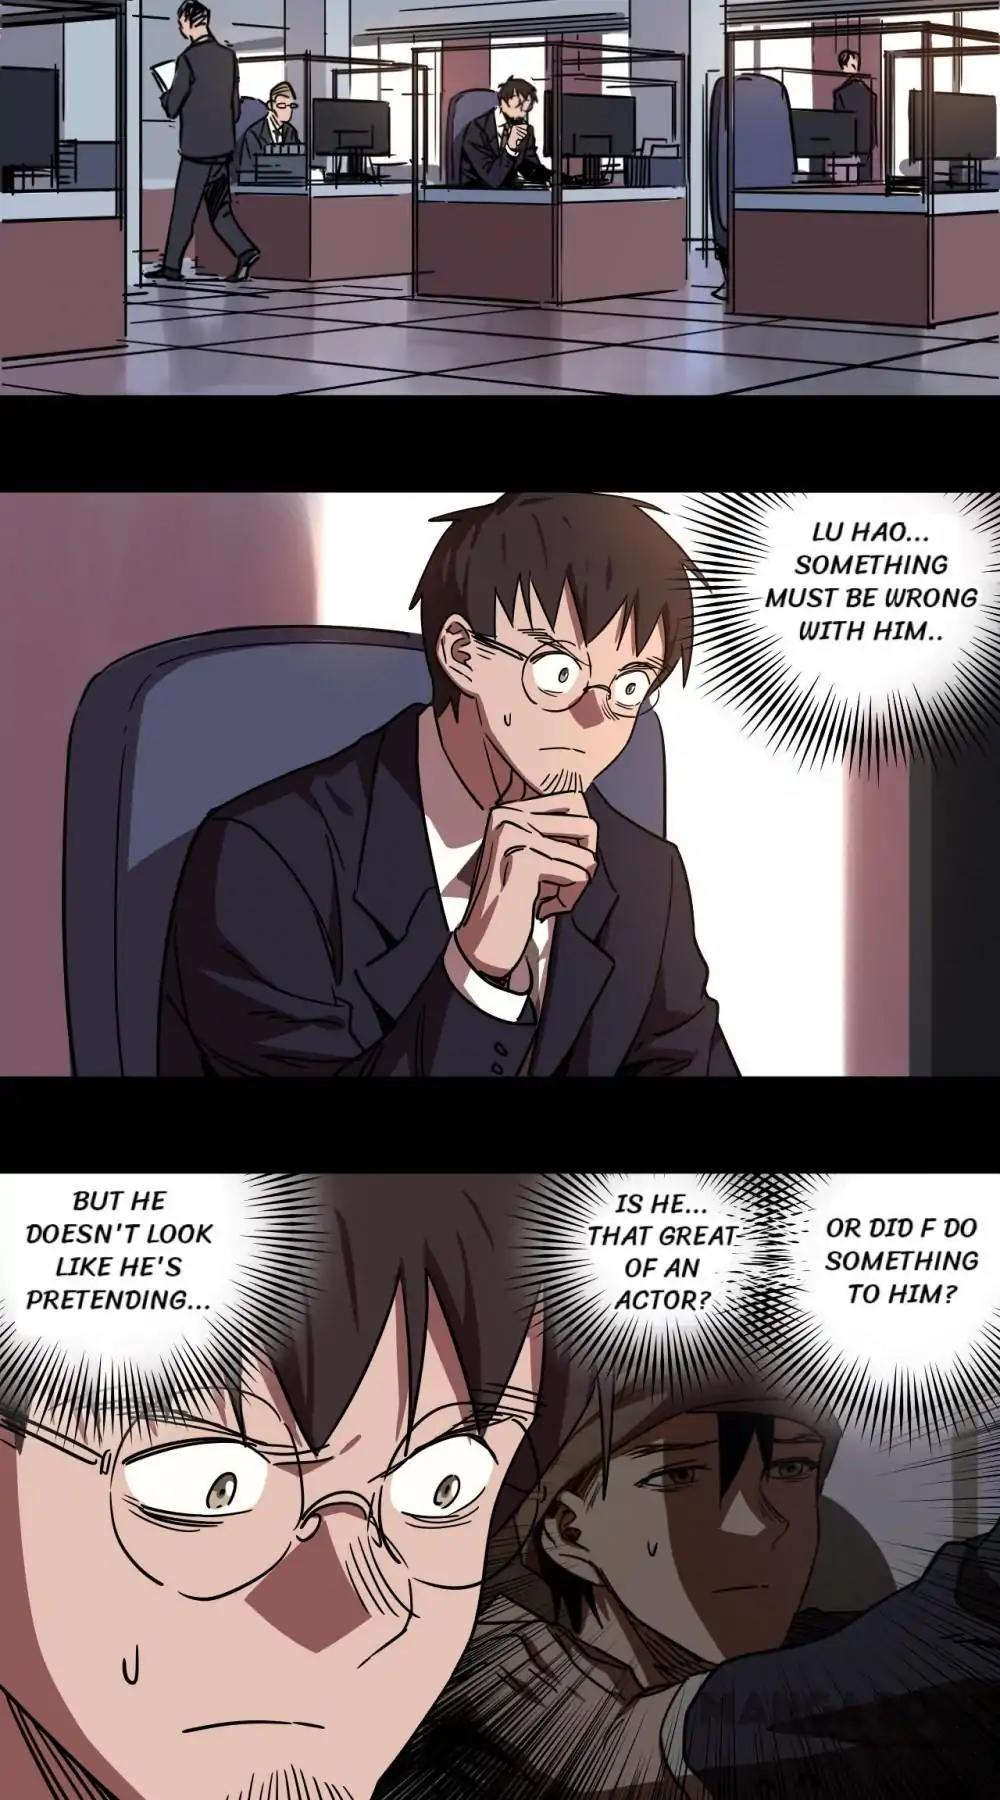 LU HAO...
SOMETHING
MUST BE WRONG
WITH HIM..
BUT HE
DOESN'T LOOK
LIKE HE'S
PRETENDING...
IS HE...
THAT GREAT
OF AN
ACTOR?
OR DID F DO
SOMETHING
TO HIM?